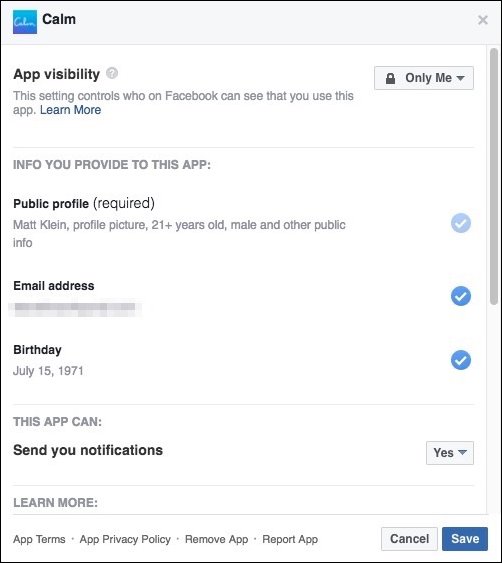 Calm
Calm
App visibility
Only Me
This setting controls who on Facebook can see that you use this
app. Learn More
INFO YOU PROVIDE TO THIS APP:
Public profile (required)
Matt Klein, profile picture, 21+ years old, male and other public
info
Email address
Birthday
July 15, 1971
THIS APP CAN:
Send you notifications
Yes
LEARN MORE:
App Terms · App Privacy Policy · Remove App · Report App
Cancel
Save